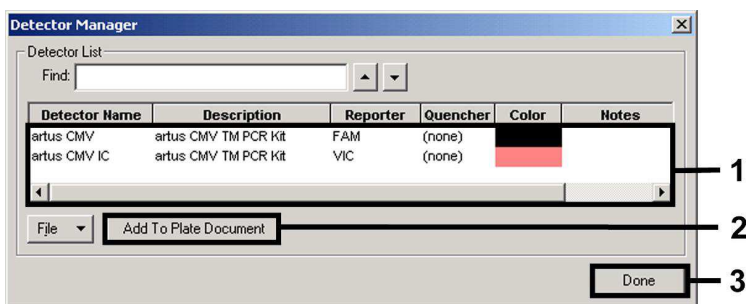 Detector Manager
Detector List
Find:
Detector Name Description Reporter Quencher Color Notes
artus CMV artus CMV TM PCR Kit FAM (none)
artus CMV IC artus CMV TM PCR Kit VIC (none)
1
File Add To Plate Document 2
Done 3